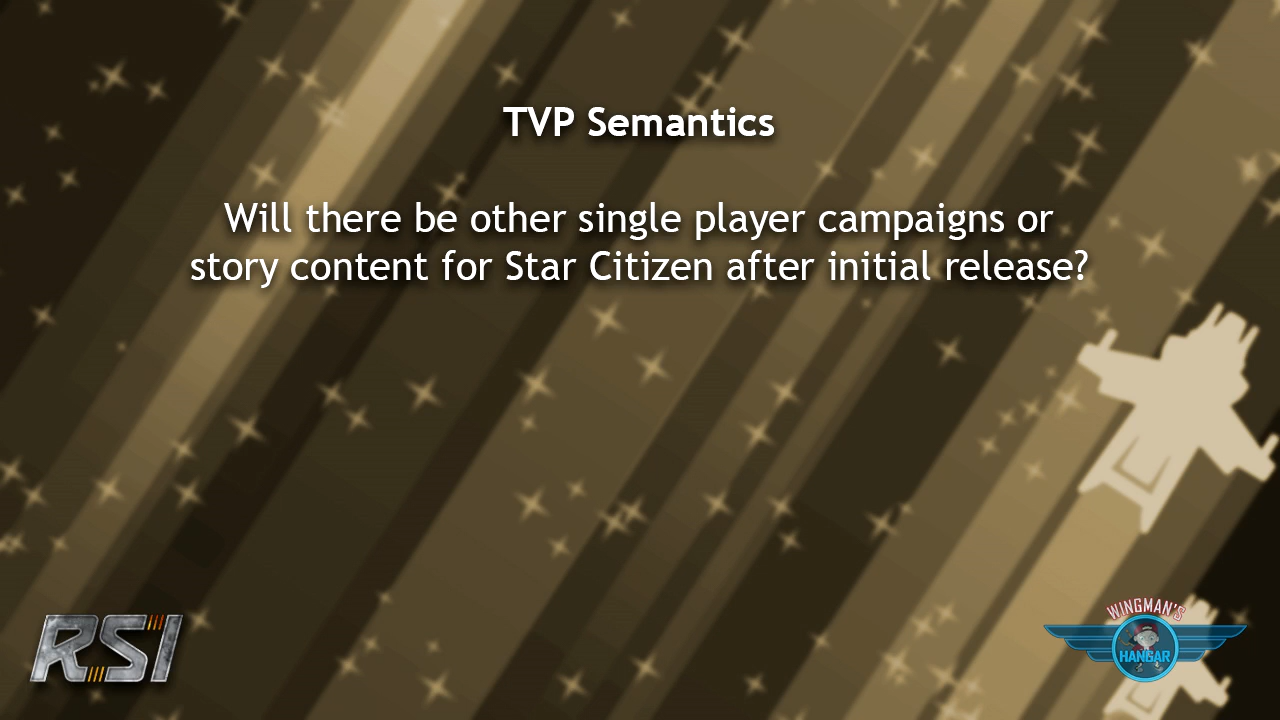 TVP Semantics
Will there be other single player campaigns or
story content for Star Citizen after initial release?
RSI
WINGMAN'S
HANGAR